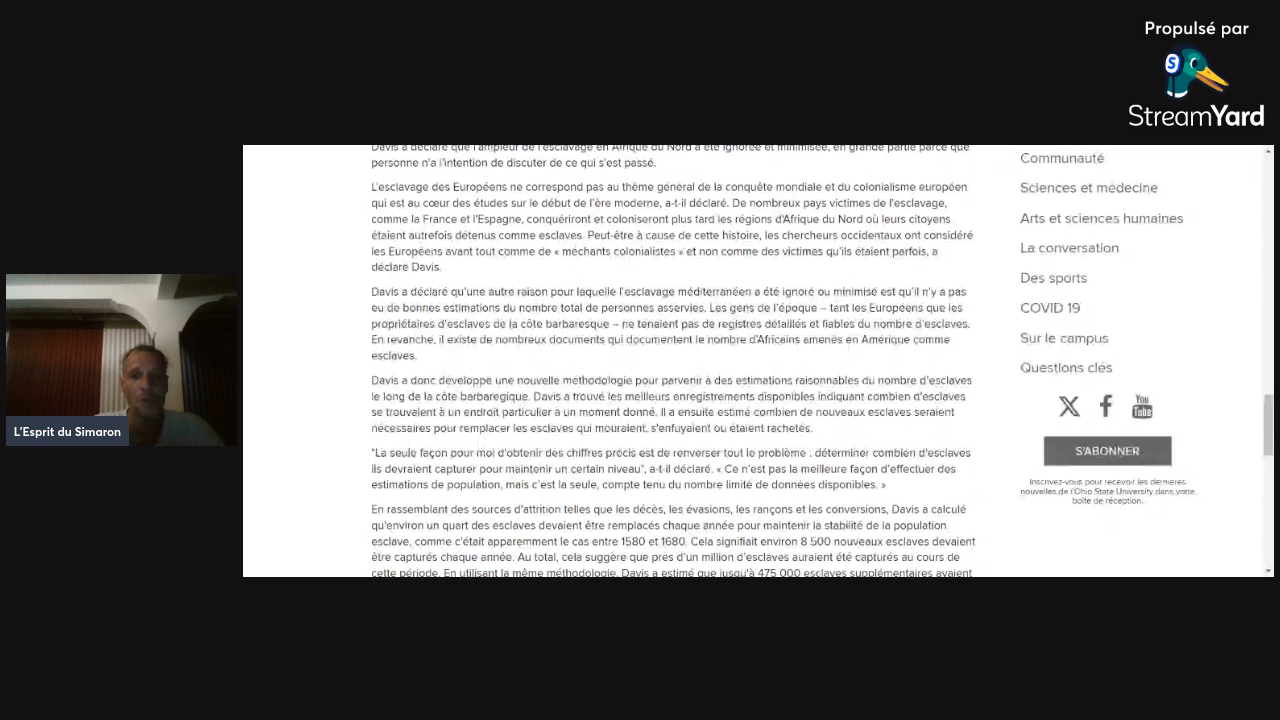 Propulsé par
StreamYard
Davis a déclaré que l'ampleur de l'esclavage en Afrique du Nord a été ignorée et minimisée, en grande partie parce que
personne n'a l'intention de discuter de ce qui s'est passé.
L'esclavage des Européens ne correspond pas au thème général de la conquête mondiale et du colonialisme européen
qui est au cœur des études sur le début de l'ère moderne, a-t-il déclaré. De nombreux pays victimes de l'esclavage,
comme la France et l'Espagne, conquériront et coloniseront plus tard les régions d'Afrique du Nord où leurs citoyens
étaient autrefois détenus comme esclaves. Peut-être à cause de cette histoire, les chercheurs occidentaux ont considéré
les Européens avant tout comme de « méchants colonialistes » et non comme des victimes qu'ils étaient parfois, a
déclaré Davis.
Davis a déclaré qu'une autre raison pour laquelle l'esclavage méditerranéen a été ignoré ou minimisé est qu'il n'y a pas
eu de bonnes estimations du nombre total de personnes asservies. Les gens de l'époque – tant les Européens que les
propriétaires d'esclaves de la côte barbaresque – ne tenaient pas de registres détaillés et fiables du nombre d'esclaves.
En revanche, il existe de nombreux documents qui documentent le nombre d'Africains amenés en Amérique comme
esclaves.
Davis a donc développé une nouvelle méthodologie pour parvenir à des estimations raisonnables du nombre d'esclaves
le long de la côte barbaregique. Davis a trouvé les meilleurs enregistrements disponibles indiquant combien d'esclaves
se trouvaient à un endroit particulier à un moment donné. Il a ensuite estimé combien de nouveaux esclaves seraient
nécessaires pour remplacer les esclaves qui mouraient, s'enfuyaient ou étaient rachetés.
"La seule façon pour moi d'obtenir des chiffres précis est de renverser tout le problème : déterminer combien d'esclaves
ils devraient capturer pour maintenir un certain niveau", a-t-il déclaré. « Ce n'est pas la meilleure façon d'effectuer des
estimations de population, mais c'est la seule, compte tenu du nombre limité de données disponibles. »
En rassemblant des sources d'attrition telles que les décès, les évasions, les rançons et les conversions, Davis a calculé
qu'environ un quart des esclaves devaient être remplacés chaque année pour maintenir la stabilité de la population
esclave, comme c'était apparemment le cas entre 1580 et 1680. Cela signifiait environ 8 500 nouveaux esclaves devaient
être capturés chaque année. Au total, cela suggère que près d'un million d'esclaves auraient été capturés au cours de
cette période. En utilisant la même méthodologie, Davis a estimé que jusqu'à 475 000 esclaves supplémentaires avaient
Communauté
Sciences et médecine
Arts et sciences humaines
La conversation
Des sports
COVID 19
Sur le campus
Questions clés
You Tube
S'ABONNER
Inscrivez-vous pour recevoir les dernières
nouvelles de l'Ohio State University dans votre
boîte de réception.
L'Esprit du Simaron